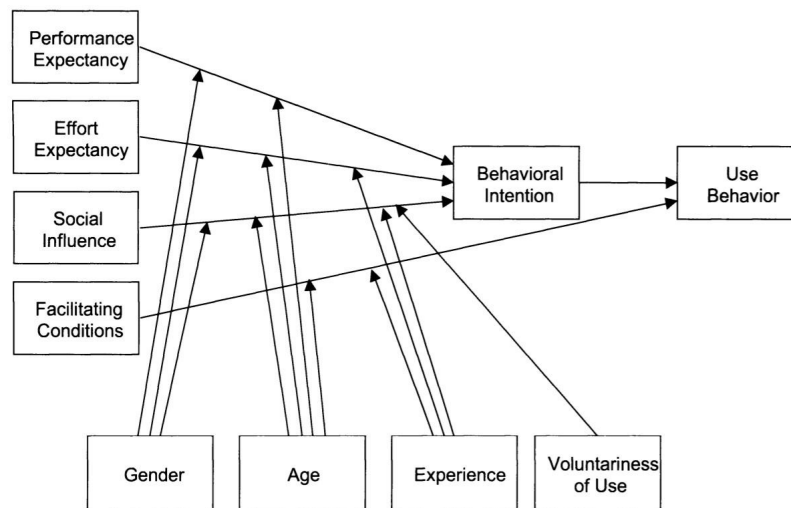 Performance
Expectancy
Effort
Expectancy
Social
Influence
Facilitating
Conditions
Behavioral
Intention
Use
Behavior
Gender
Age
Experience
Voluntariness
of Use